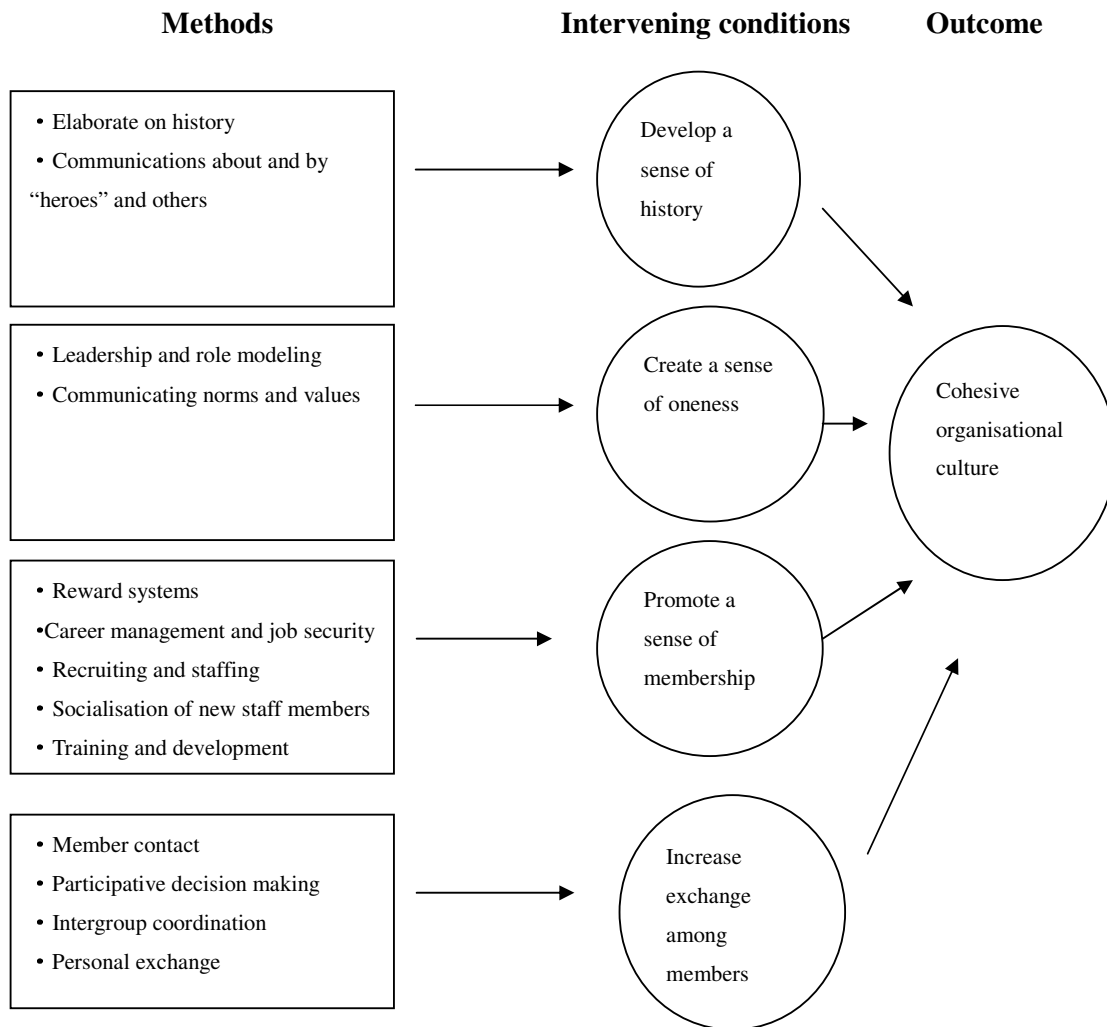 Methods
Intervening conditions
Outcome
• Elaborate on history
• Communications about and by
“heroes” and others
Develop a
sense of
history
• Leadership and role modeling
• Communicating norms and values
Create a sense
of oneness
Cohesive
organisational
culture
• Reward systems
•Career management and job security
• Recruiting and staffing
• Socialisation of new staff members
• Training and development
Promote a
sense of
membership
• Member contact
• Participative decision making
• Intergroup coordination
• Personal exchange
Increase
exchange
among
members